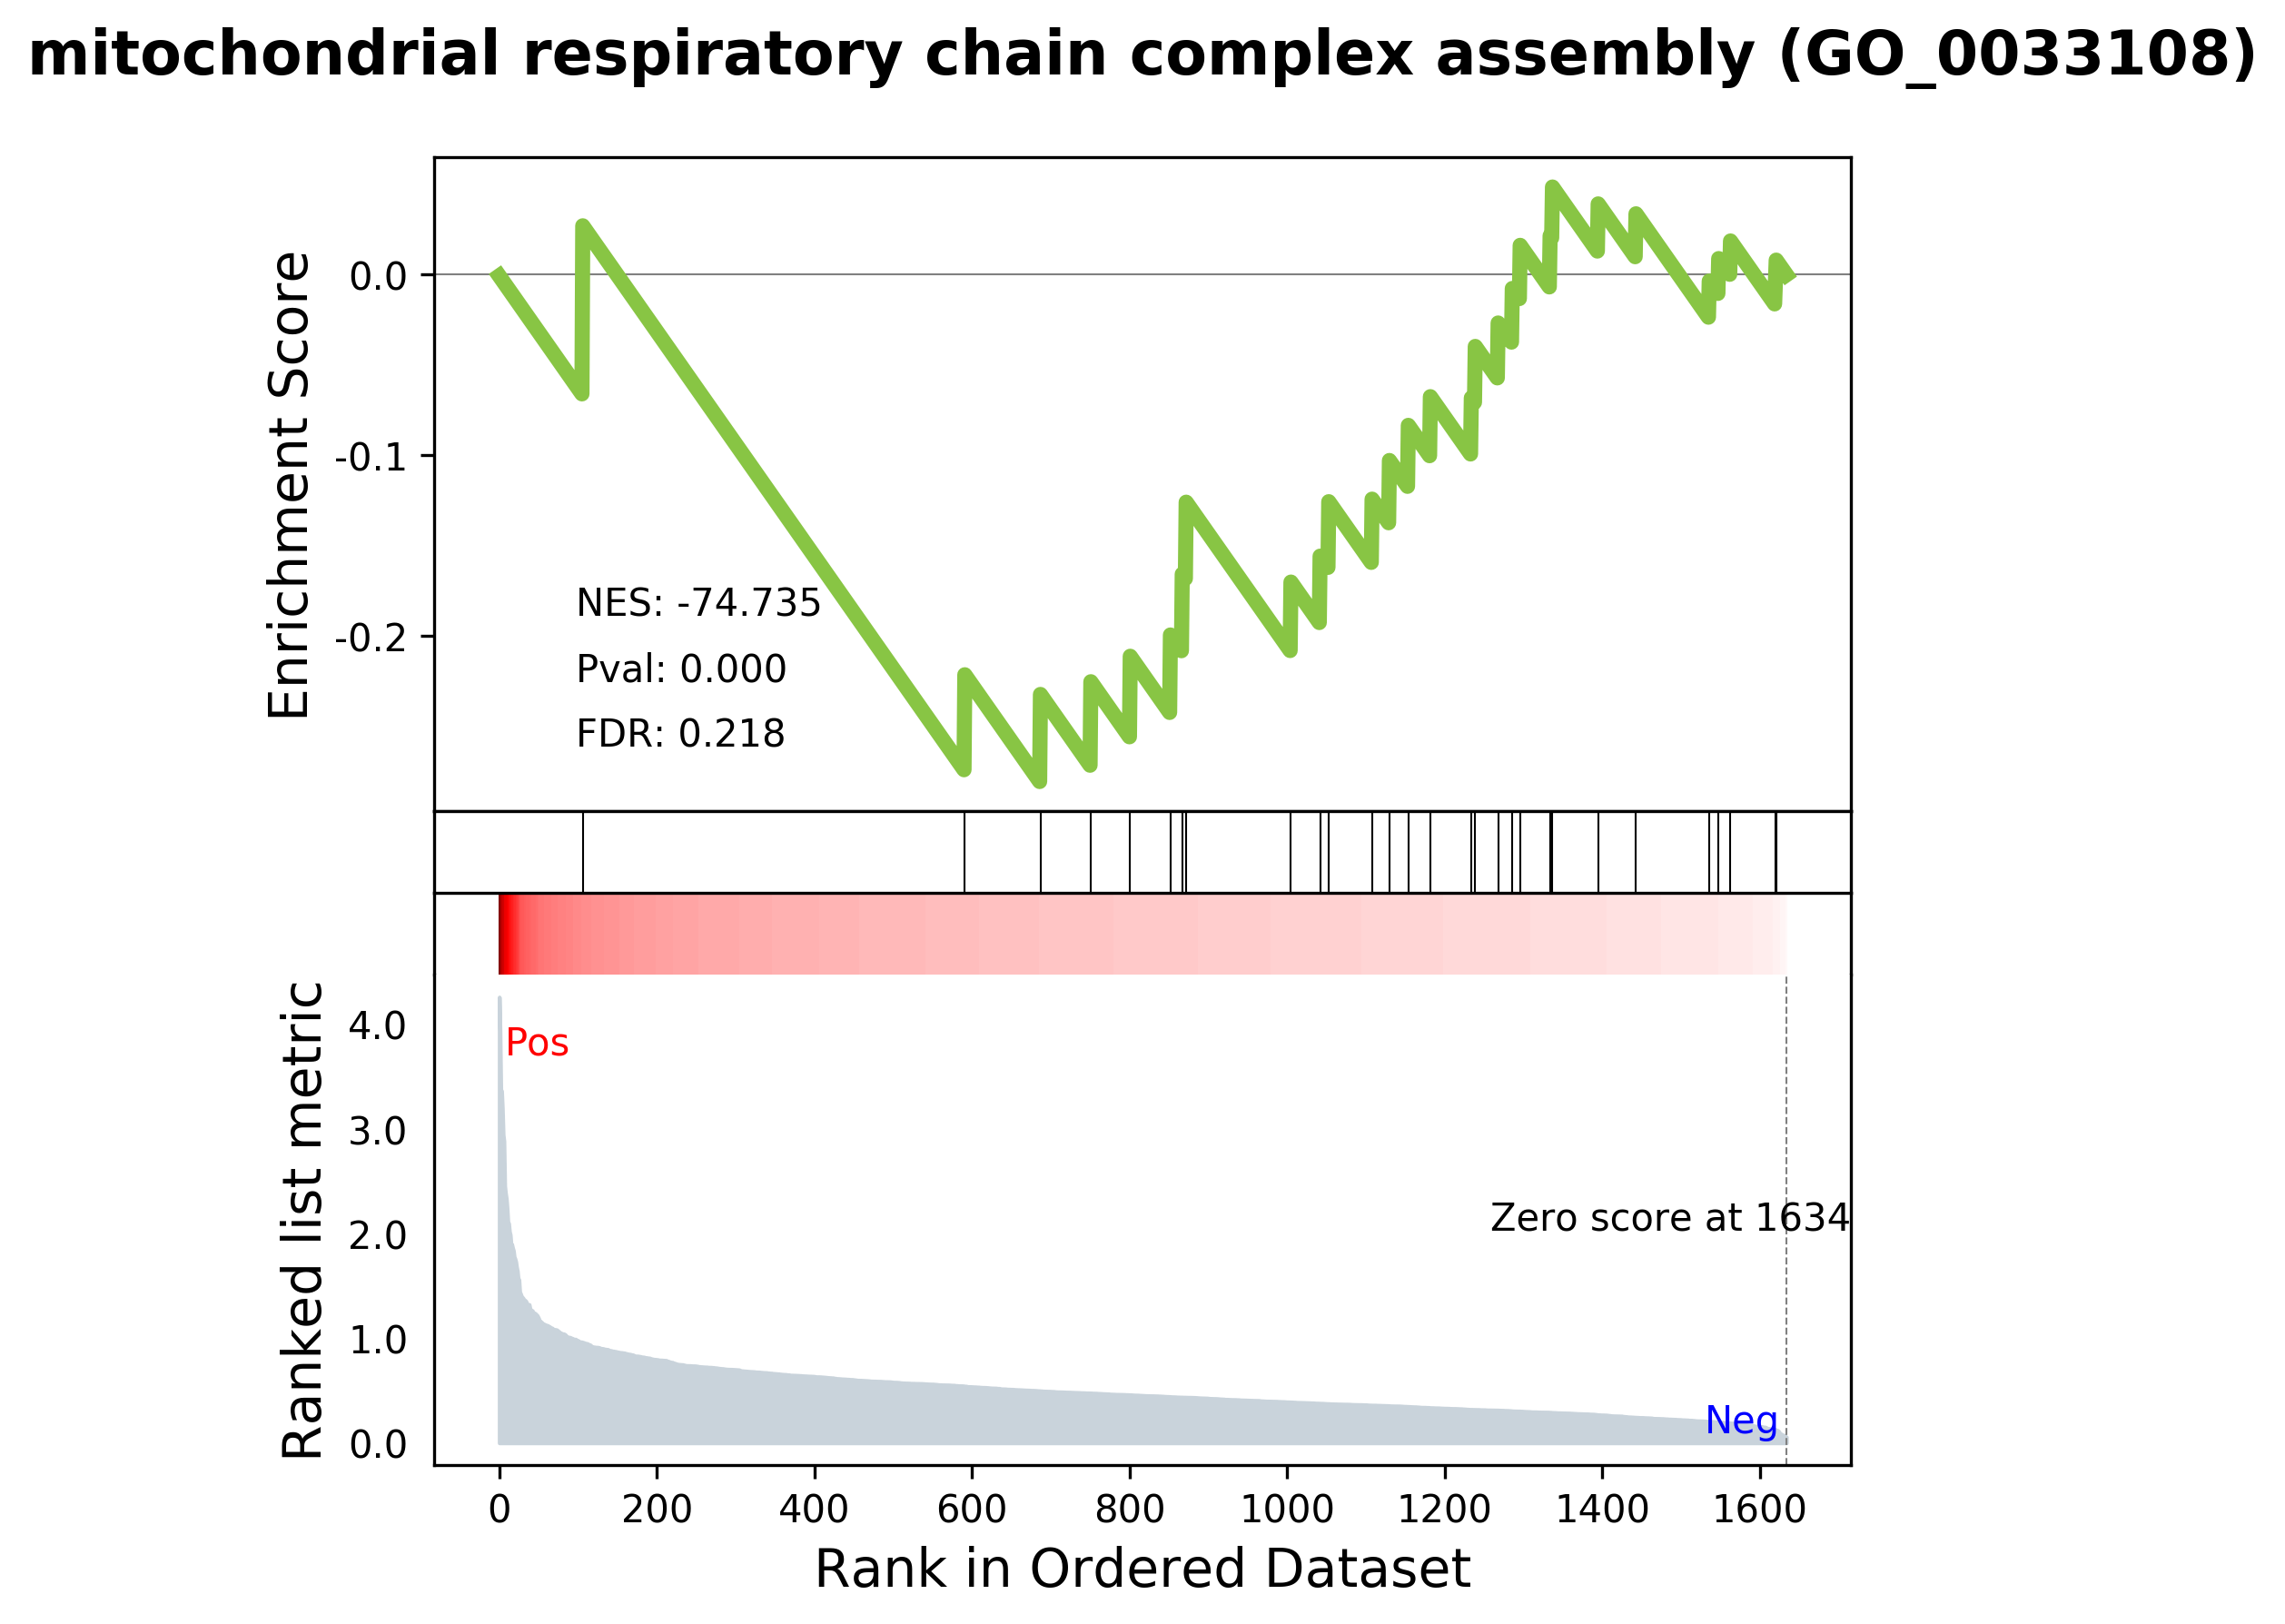 mitochondrial respiratory chain complex assembly (GO_0033108)
Enrichment Score
0.0
-0.1
-0.2
NES: -74.735
Pval: 0.000
FDR: 0.218
Ranked list metric
4.0
3.0
2.0
1.0
0.0
Pos
Zero score at 1634
Neg
0 200 400 600 800 1000 1200 1400 1600
Rank in Ordered Dataset